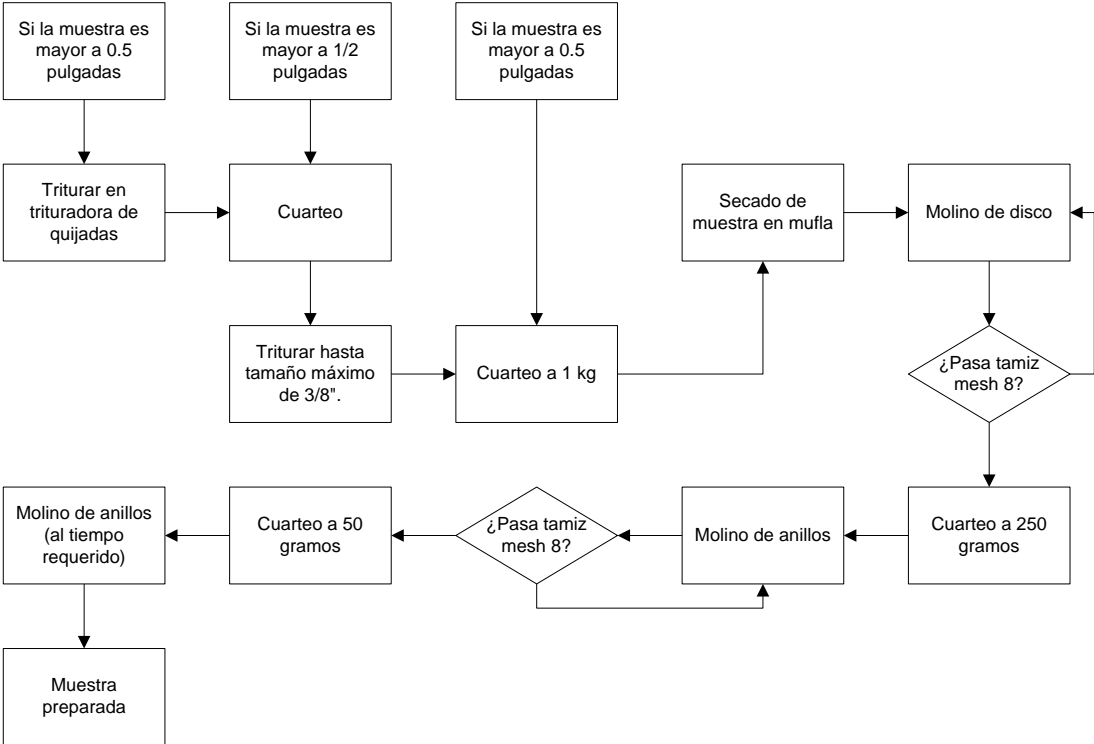 Si la muestra es
mayor a 0.5
pulgadas
Si la muestra es
mayor a 1/2
pulgadas
Si la muestra es
mayor a 0.5
pulgadas
Triturar en
trituradora de
quijadas
Cuarteo
Secado de
muestra en mufla
Molino de disco
Triturar hasta
tamaño máximo
de 3/8".
Cuarteo a 1 kg
¿Pasa tamiz
mesh 8?
Molino de anillos
(al tiempo
requerido)
Cuarteo a 50
gramos
¿Pasa tamiz
mesh 8?
Molino de anillos
Cuarteo a 250
gramos
Muestra
preparada